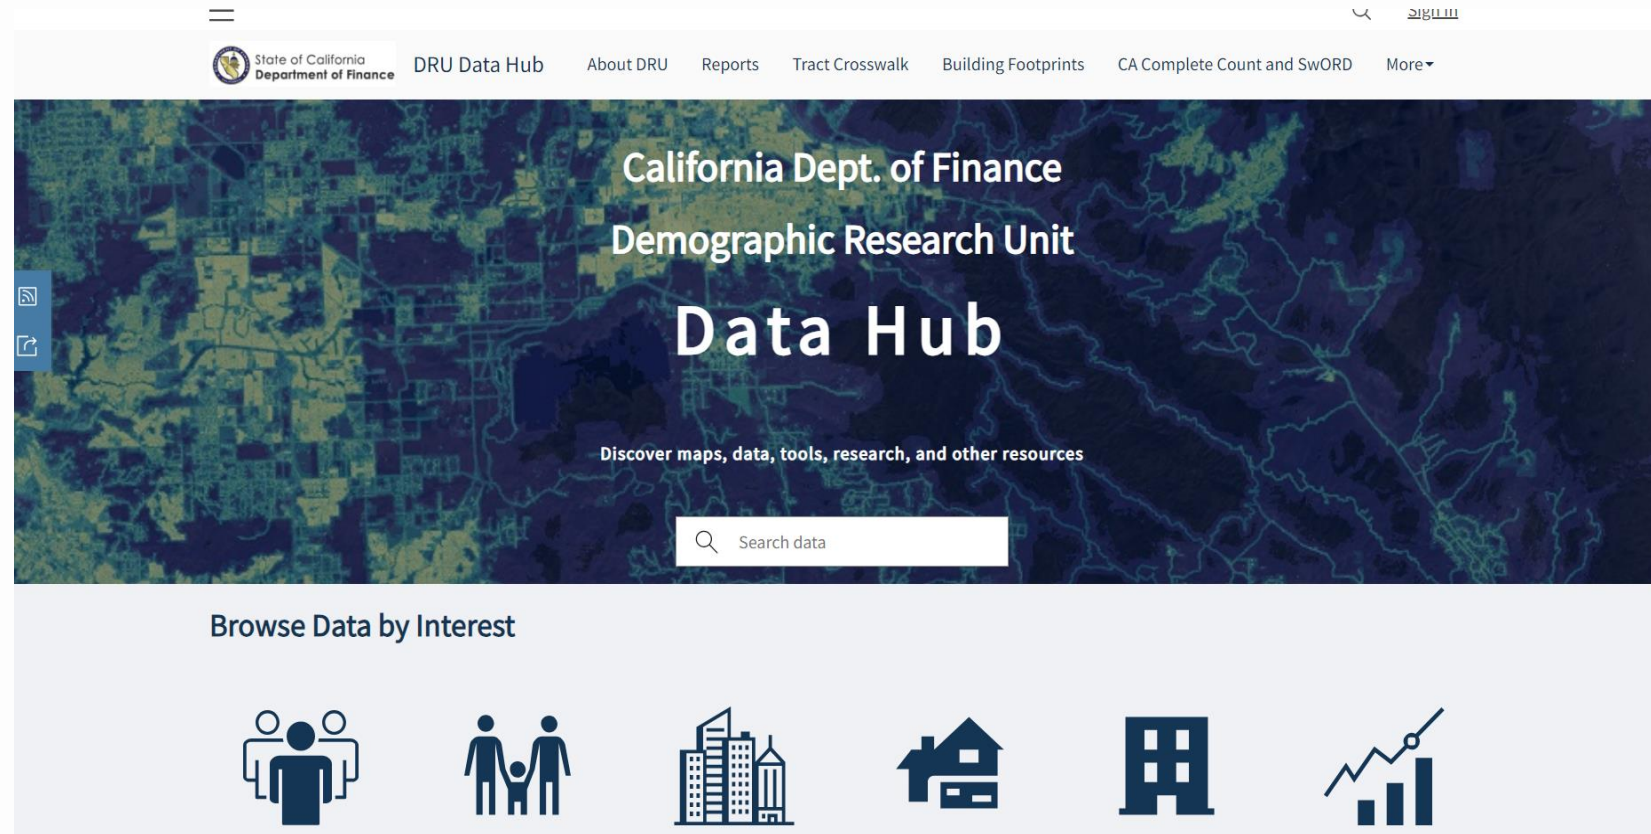 Sign in
State of California
Department of Finance
DRU Data Hub
About DRU
Reports
Tract Crosswalk
Building Footprints
CA Complete Count and SwORD
More
California Dept. of Finance
Demographic Research Unit
Data Hub
Discover maps, data, tools, research, and other resources
Search data
Browse Data by Interest